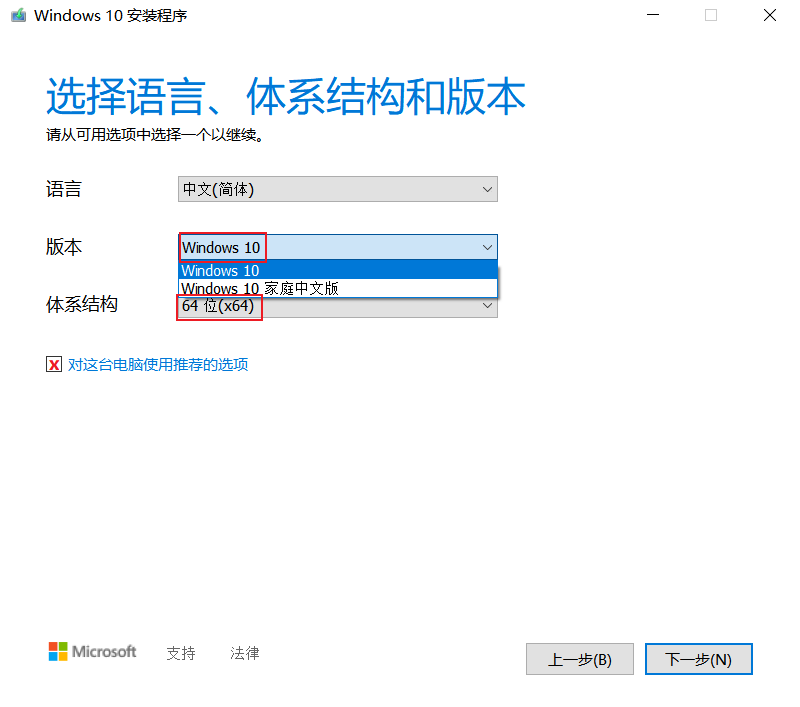 Windows 10 安装程序
选择语言、体系结构和版本
请从可用选项中选择一个以继续。
语言
中文(简体)
版本
Windows 10
Windows 10
Windows 10 家庭中文版
体系结构
64 位(x64)
对这台电脑使用推荐的选项
Microsoft 支持 法律
上一步(B) 下一步(N)